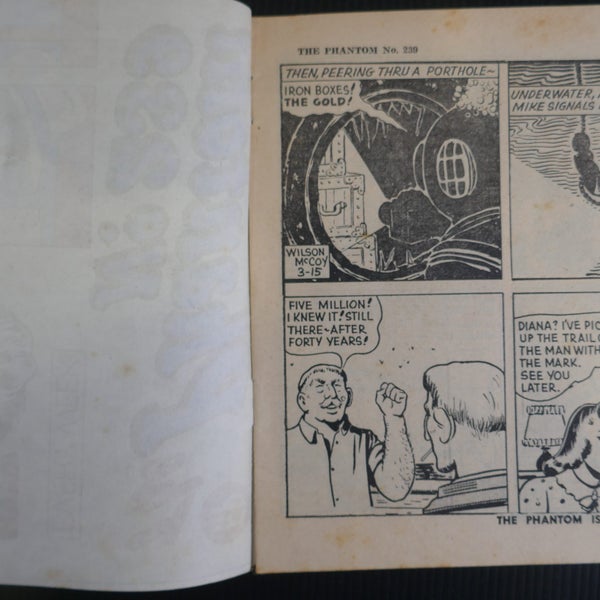 THE PHANTOM No. 239
THEN, PEERING THRU A PORTHOLE~
IRON BOXES!
THE GOLD!
WILSON
McCOY
3-15
UNDERWATER,
MIKE SIGNALS
FIVE MILLION!
I KNEW IT! STILL
THERE~AFTER
FORTY YEARS!
DIANA? I'VE PIC
UP THE TRAIL O
THE MAN WITH
THE MARK.
SEE YOU
LATER.
THE PHANTOM IS